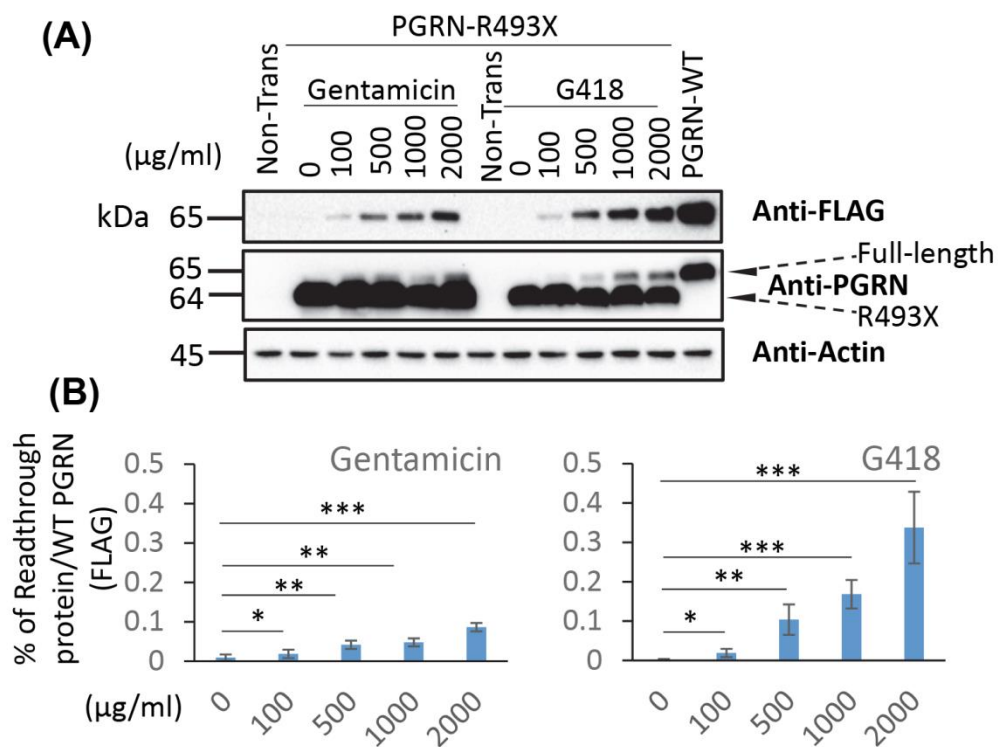 (A)
PGRN-R493X
Gentamicin G418
Non-Trans 0 100 500 1000 2000 Non-Trans 0 100 500 1000 2000 PGRN-WT
(µg/ml)
kDa 65 Anti-FLAG
65 Full-length
Anti-PGRN
64 R493X
45 Anti-Actin
(B)
% of Readthrough
protein/WT PGRN
(FLAG)
Gentamicin
0.5
0.4
0.3
0.2
0.1
0
***
**
**
*
(µg/ml) 0 100 500 1000 2000
G418
0.5
0.4
0.3
0.2
0.1
0
***
***
**
*
0 100 500 1000 2000